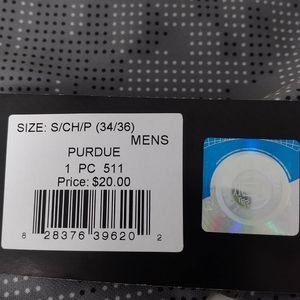 SIZE: S/CH/P (34/36)
MENS
PURDUE
1 PC 511
Price: $20.00
8 28376 39620 2